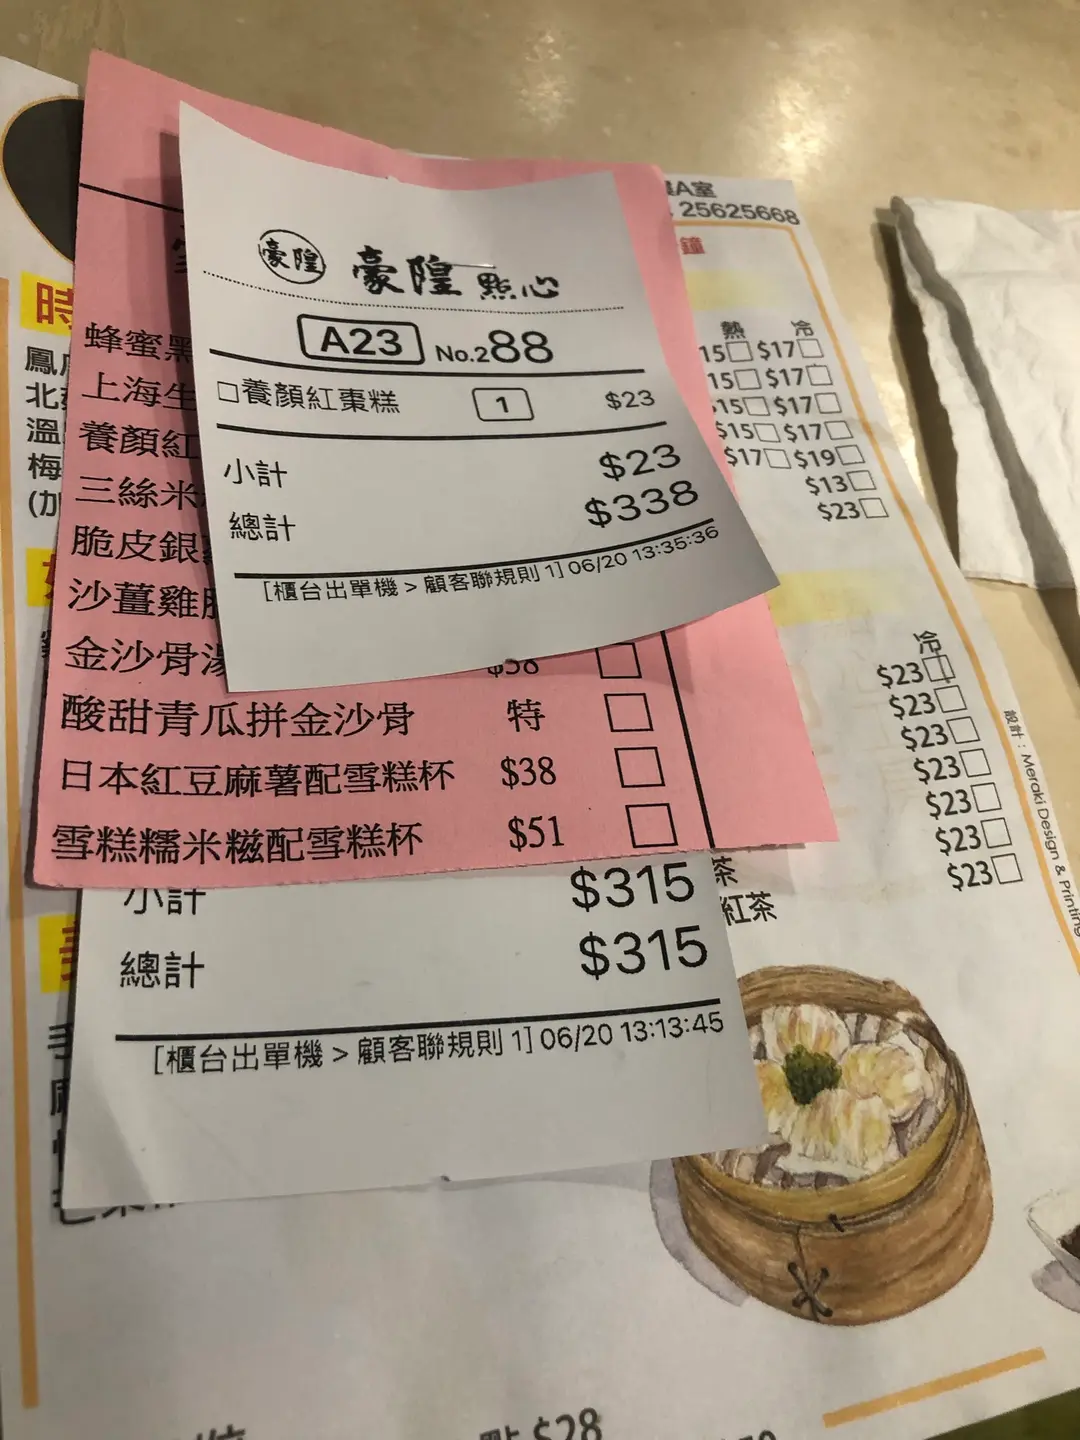 豪隍 豪隍 點心
A23 No.288
□養顏紅棗糕 1 $23
小計 $23
總計 $338
[櫃台出單機 > 顧客聯規則 1] 06/20 13:35:36
蜂蜜
上海生
養顏紅
三絲米
脆皮銀
沙薑雞
金沙骨湯 $38
酸甜青瓜拼金沙骨 特
日本紅豆麻薯配雪糕杯 $38
雪糕糯米糍配雪糕杯 $51
小計 $315
總計 $315
[櫃台出單機 > 顧客聯規則 1] 06/20 13:13:45
A室
25625668
鐘
熱 冷
15 $17
15 $17
$15 $17
$15 $17
$17 $19
$13
$23
冷
$23
$23
$23
$23
$23
$23
$23
茶
紅茶
設計：Meraki Design & Printing
時
北
溫
梅
(加
點 $28